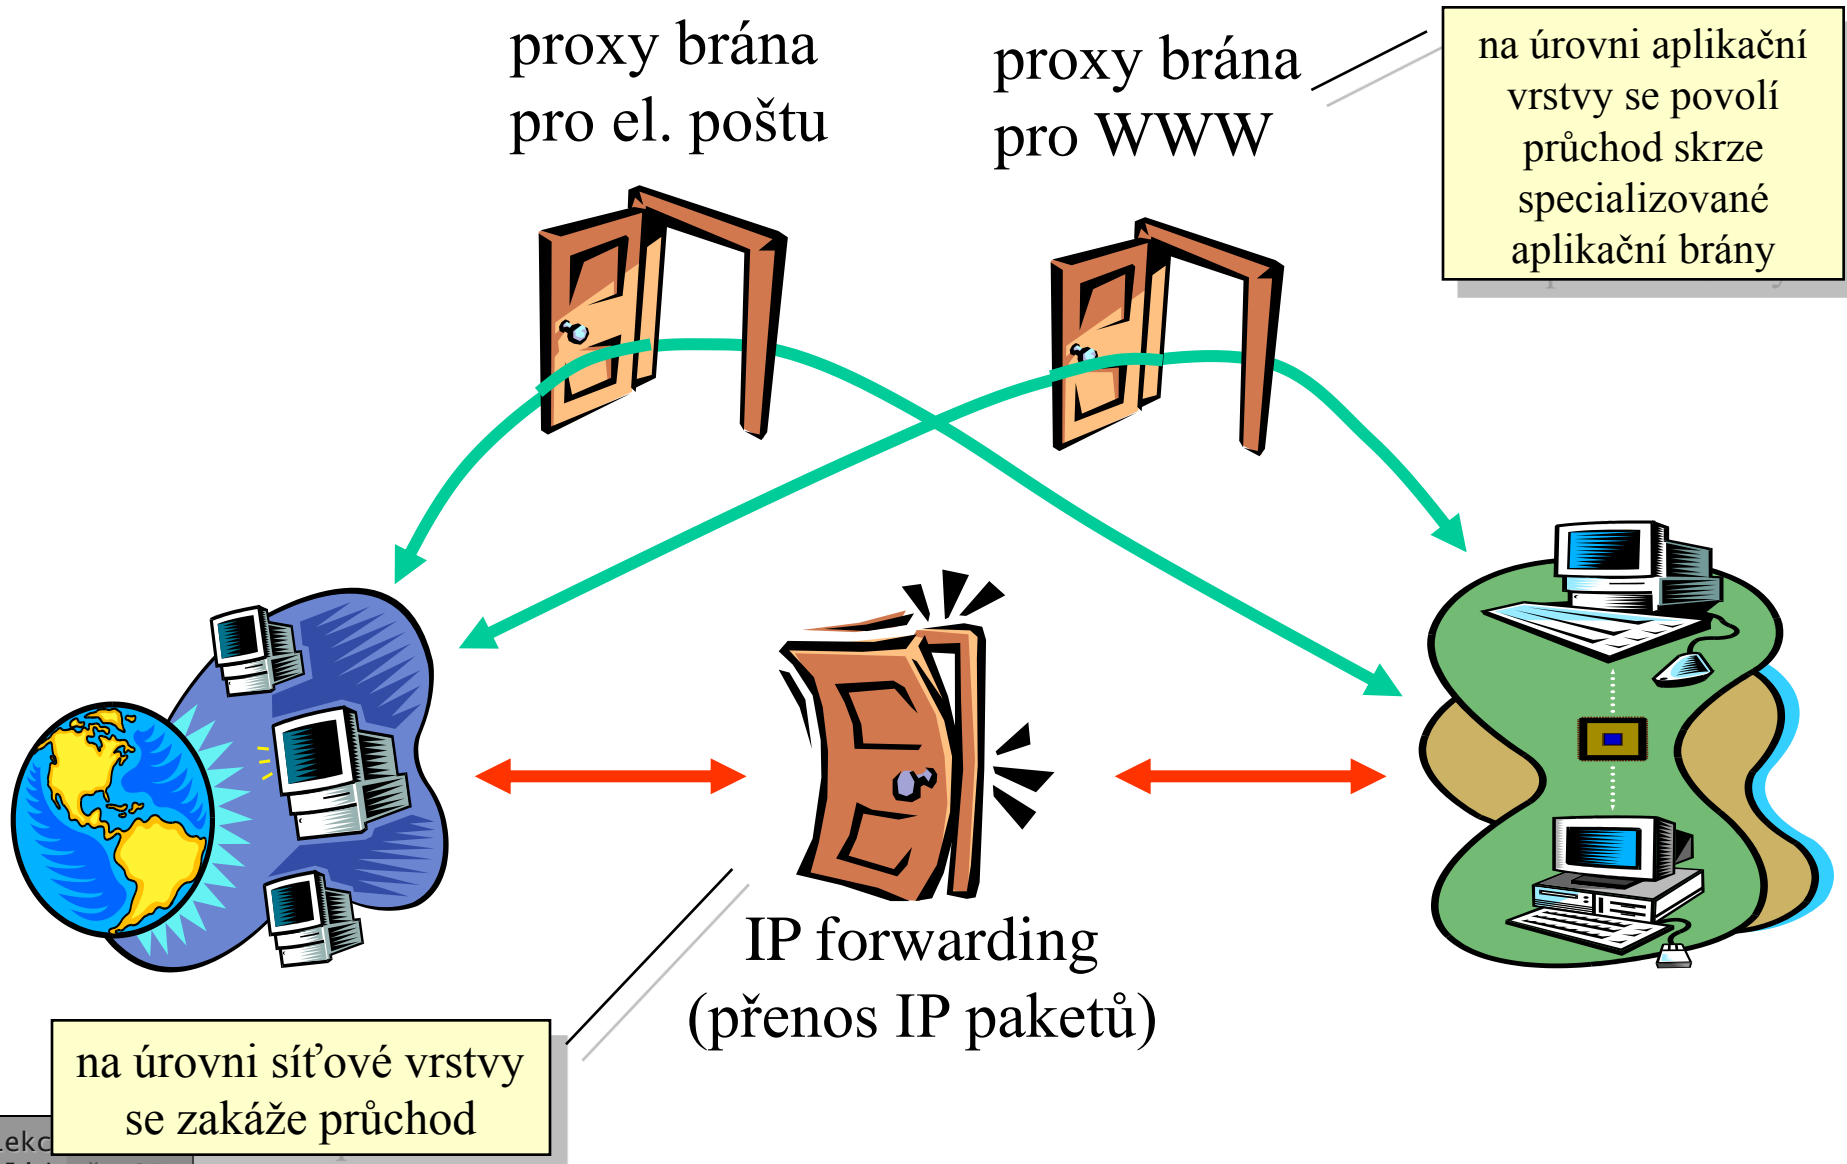 proxy brána
pro el. poštu
proxy brána
pro WWW
na úrovni aplikační
vrstvy se povolí
průchod skrze
specializované
aplikační brány
IP forwarding
(přenos IP paketů)
na úrovni síťové vrstvy
se zakáže průchod